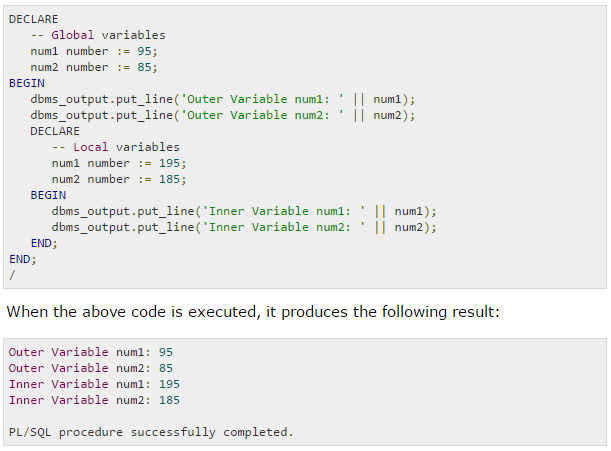 DECLARE
   -- Global variables
   num1 number := 95;
   num2 number := 85;
BEGIN
   dbms_output.put_line('Outer Variable num1: ' || num1);
   dbms_output.put_line('Outer Variable num2: ' || num2);
   DECLARE
      -- Local variables
      num1 number := 195;
      num2 number := 185;
   BEGIN
      dbms_output.put_line('Inner Variable num1: ' || num1);
      dbms_output.put_line('Inner Variable num2: ' || num2);
   END;
END;
/
When the above code is executed, it produces the following result:
Outer Variable num1: 95
Outer Variable num2: 85
Inner Variable num1: 195
Inner Variable num2: 185
PL/SQL procedure successfully completed.